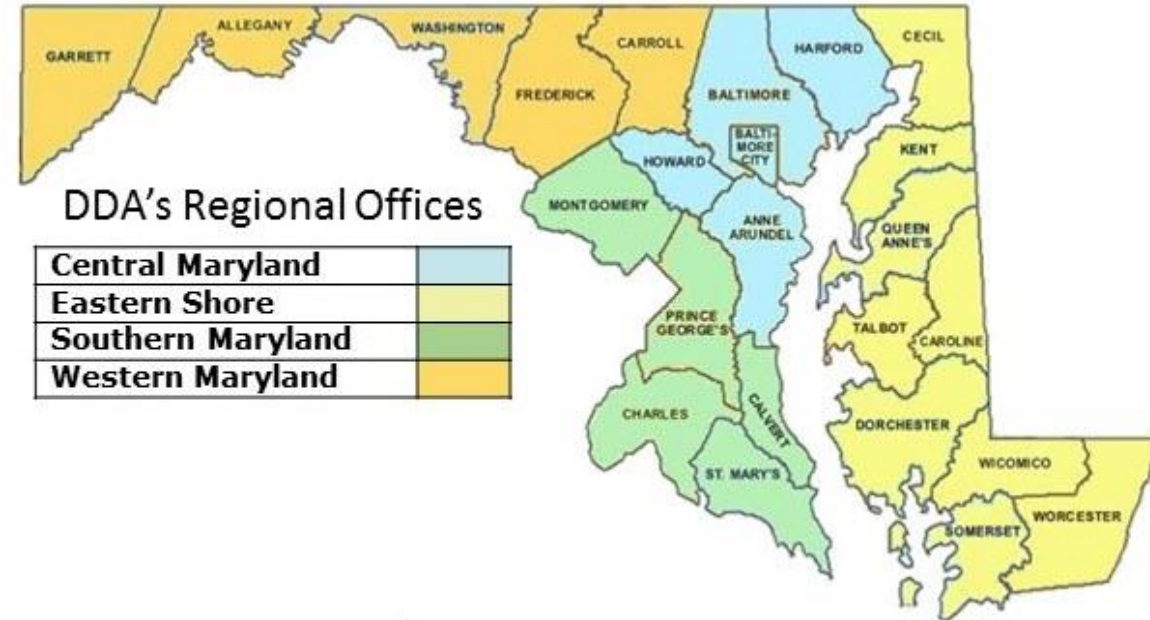 GARRETT
ALLEGANY
WASHINGTON
FREDERICK
CARROLL
BALTIMORE
HARFORD
CECIL
BALTI-
MORE
CITY
HOWARD
KENT
MONTGOMERY
ANNE
ARUNDEL
QUEEN
ANNE'S
PRINCE
GEORGE'S
TALBOT
CAROLINE
CHARLES
CALVERT
ST. MARY'S
DORCHESTER
WICOMICO
SOMERSET
WORCESTER
DDA's Regional Offices
Central Maryland
Eastern Shore
Southern Maryland
Western Maryland